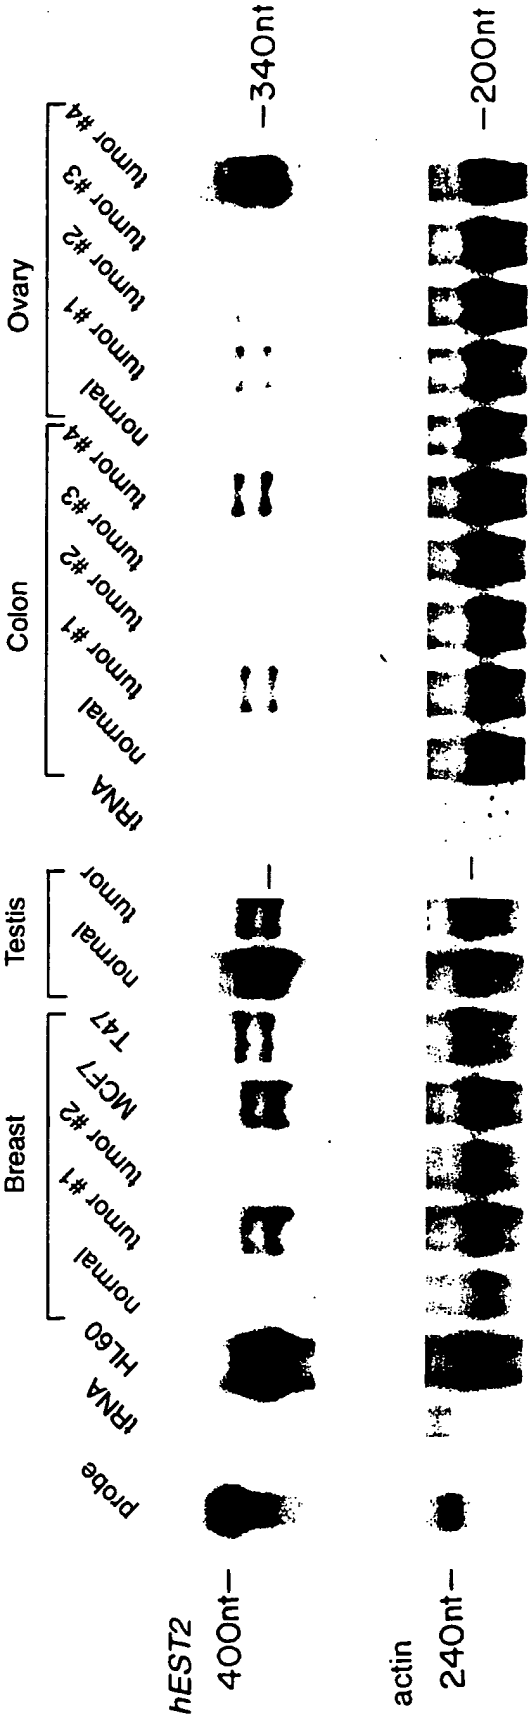 Breast
Testis
Colon
Ovary
probe
tRNA
HL60
normal
tumor #1
tumor #2
MCF7
T47
normal
tumor
tRNA
normal
tumor #1
tumor #2
tumor #3
tumor #4
normal
tumor #1
tumor #2
tumor #3
tumor #4
hEST2
400nt–
–340nt
actin
240nt–
–200nt